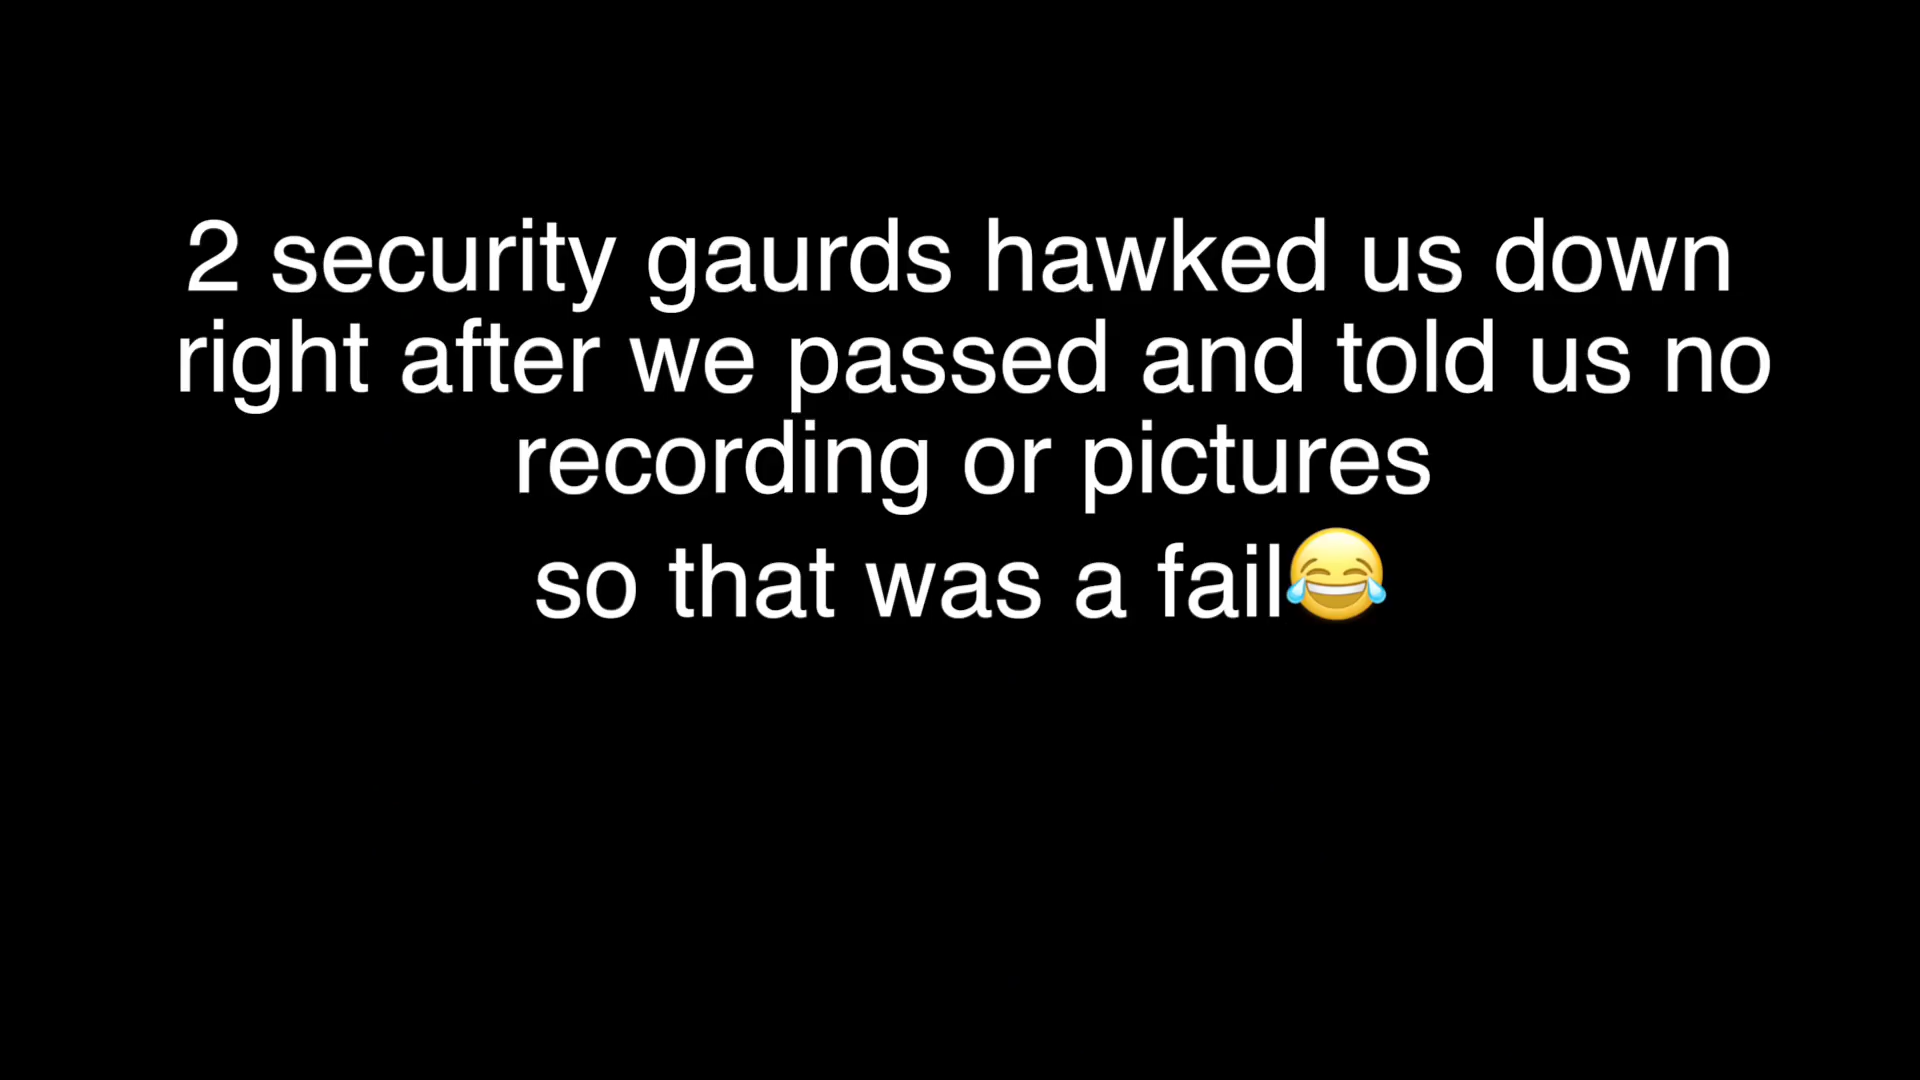 2 security gaurds hawked us down
right after we passed and told us no
recording or pictures
so that was a fail😂